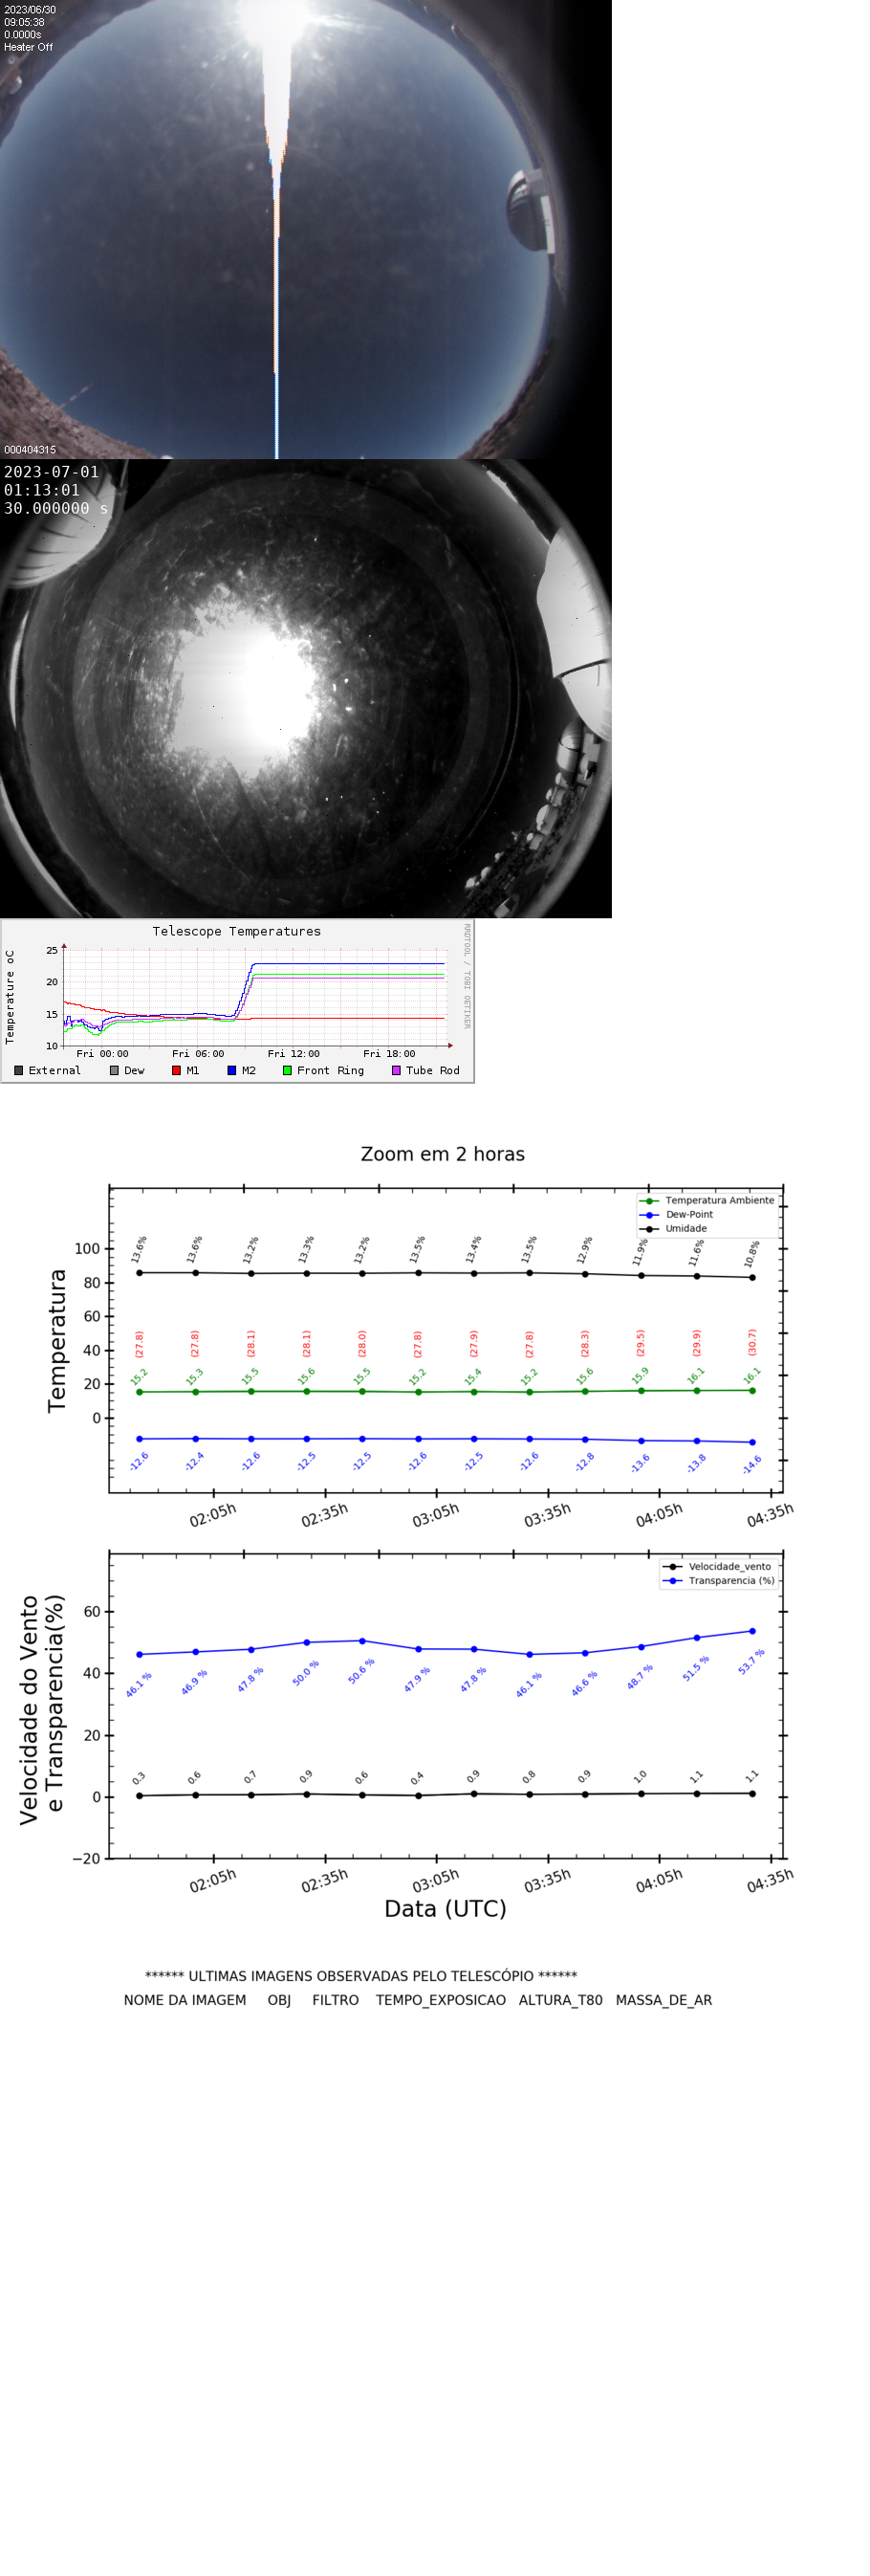 2023/06/30
09:05:38
0.0000s
Heater Off
000404315
2023-07-01
01:13:01
30.000000 s
Telescope Temperatures
RRDTOOL / TOBI OETIKER
Temperature oC
25
20
15
10
Fri 00:00 Fri 06:00 Fri 12:00 Fri 18:00
External Dew M1 M2 Front Ring Tube Rod
Zoom em 2 horas
Temperatura Ambiente
Dew-Point
Umidade
Temperatura
100
80
60
40
20
0
13.6% 13.6% 13.2% 13.3% 13.2% 13.5% 13.4% 13.5% 12.9% 11.9% 11.6% 10.8%
(27.8) (27.8) (28.1) (28.1) (28.0) (27.8) (27.9) (27.8) (28.3) (29.5) (29.9) (30.7)
15.2 15.3 15.5 15.6 15.5 15.2 15.4 15.2 15.6 15.9 16.1 16.1
-12.6 -12.4 -12.6 -12.5 -12.5 -12.6 -12.5 -12.6 -12.8 -13.6 -13.8 -14.6
02:05h 02:35h 03:05h 03:35h 04:05h 04:35h
Velocidade_vento
Transparencia (%)
Velocidade do Vento
e Transparencia(%)
60
40
20
0
−20
46.1 % 46.9 % 47.8 % 50.0 % 50.6 % 47.9 % 47.8 % 46.1 % 46.6 % 48.7 % 51.5 % 53.7 %
0.3 0.6 0.7 0.9 0.6 0.4 0.9 0.8 0.9 1.0 1.1 1.1
02:05h 02:35h 03:05h 03:35h 04:05h 04:35h
Data (UTC)
****** ULTIMAS IMAGENS OBSERVADAS PELO TELESCÓPIO ******
NOME DA IMAGEM OBJ FILTRO TEMPO_EXPOSICAO ALTURA_T80 MASSA_DE_AR